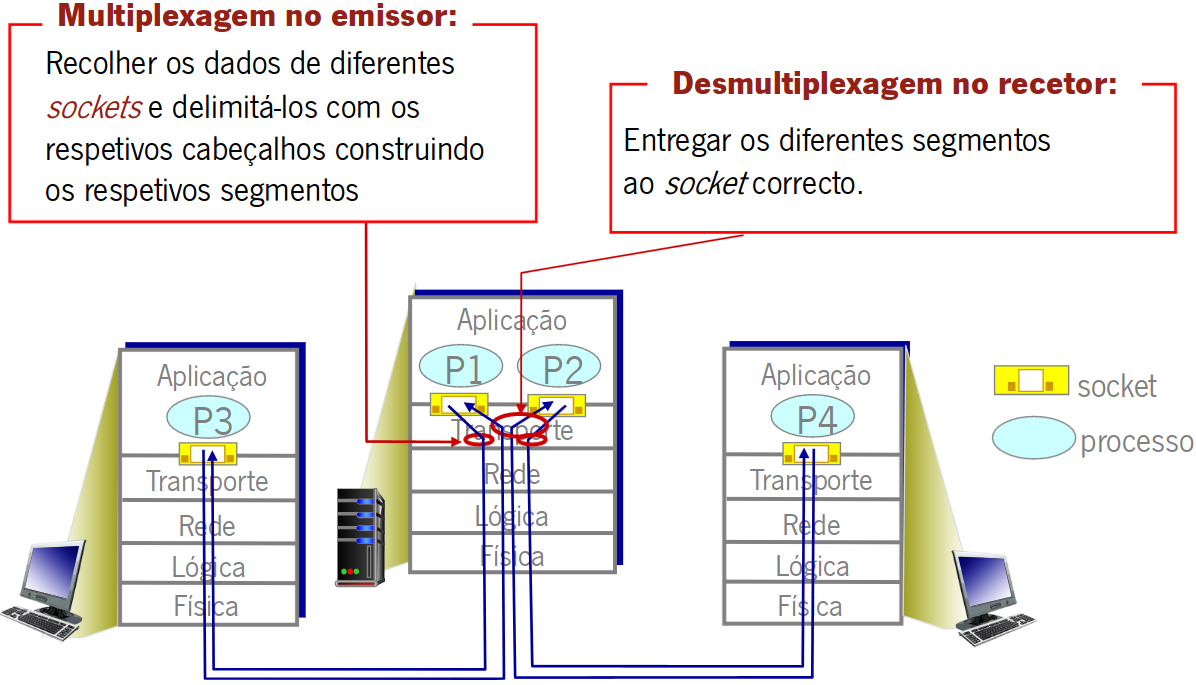 Multiplexagem no emissor:
Recolher os dados de diferentes
sockets e delimitá-los com os
respetivos cabeçalhos construindo
os respetivos segmentos
Desmultiplexagem no recetor:
Entregar os diferentes segmentos
ao socket correcto.
Aplicação
P3
Transporte
Rede
Lógica
Física
Aplicação
P1
P2
Transporte
Rede
Lógica
Física
Aplicação
P4
Transporte
Rede
Lógica
Física
socket
processo